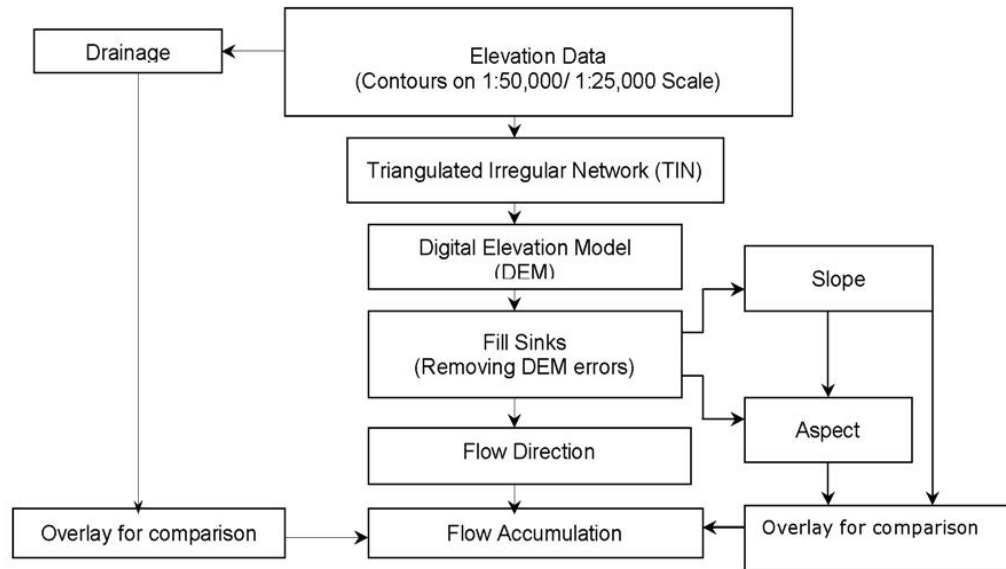 Drainage
Elevation Data
(Contours on 1:50,000/ 1:25,000 Scale)
Triangulated Irregular Network (TIN)
Digital Elevation Model
(DEM)
Slope
Fill Sinks
(Removing DEM errors)
Aspect
Flow Direction
Overlay for comparison
Flow Accumulation
Overlay for comparison